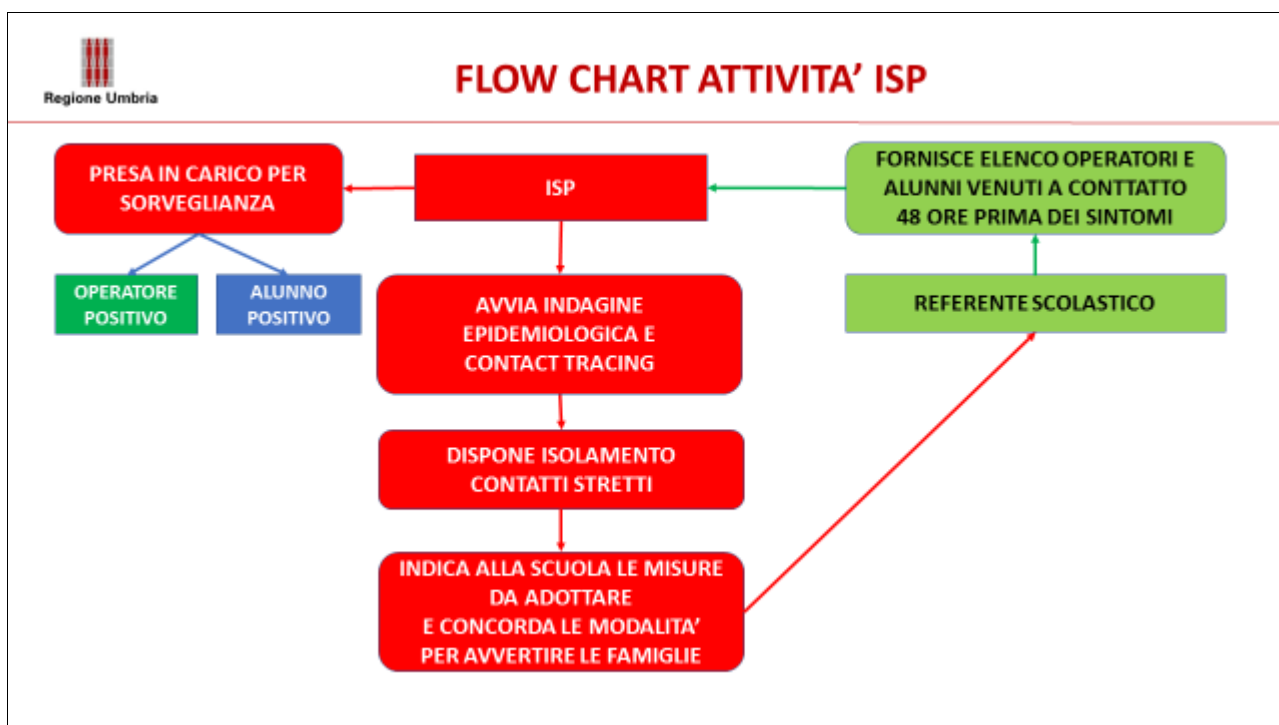 Regione Umbria
FLOW CHART ATTIVITA’ ISP
PRESA IN CARICO PER
SORVEGLIANZA
ISP
FORNISCE ELENCO OPERATORI E
ALUNNI VENUTI A CONTTATTO
48 ORE PRIMA DEI SINTOMI
OPERATORE
POSITIVO
ALUNNO
POSITIVO
AVVIA INDAGINE
EPIDEMIOLOGICA E
CONTACT TRACING
REFERENTE SCOLASTICO
DISPONE ISOLAMENTO
CONTATTI STRETTI
INDICA ALLA SCUOLA LE MISURE
DA ADOTTARE
E CONCORDA LE MODALITA’
PER AVVERTIRE LE FAMIGLIE